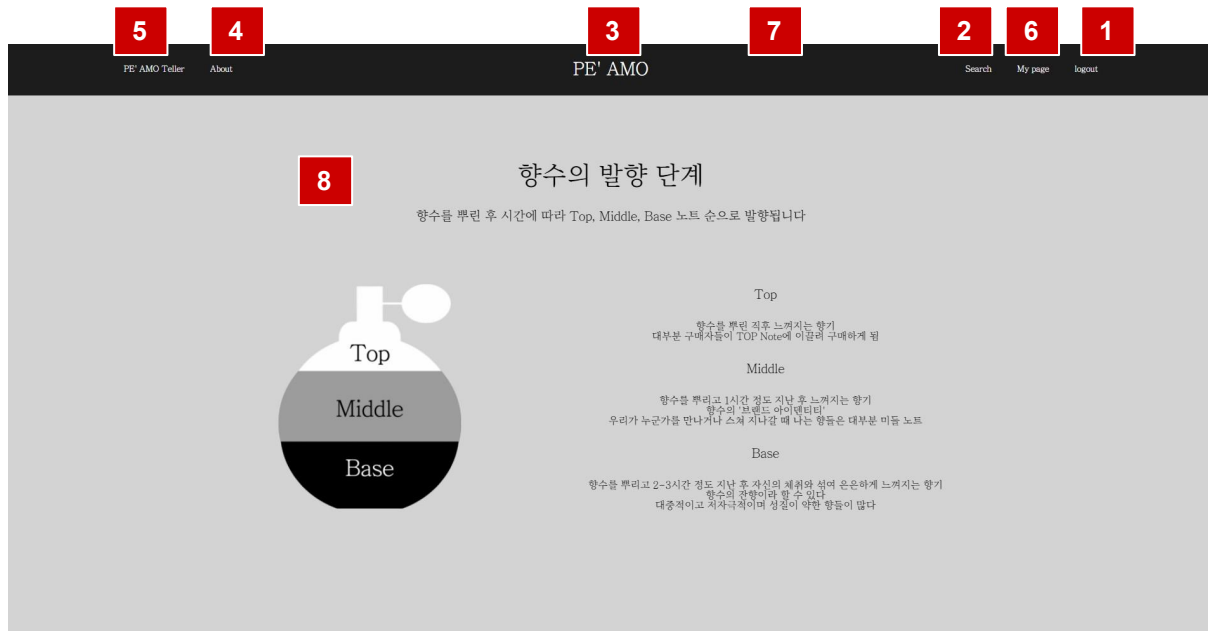 5
4
3
7
2
6
1
PE' AMO Teller
About
PE' AMO
Search
My page
logout
8
향수의 발향 단계
향수를 뿌린 후 시간에 따라 Top, Middle, Base 노트 순으로 발향됩니다
Top
Middle
Base
Top
향수를 뿌린 직후 느껴지는 향기
대부분 구매자들이 TOP Note에 이끌려 구매하게 됨
Middle
향수를 뿌리고 1시간 정도 지난 후 느껴지는 향기
향수의 '브랜드 아이덴티티'
우리가 누군가를 만나거나 스쳐 지나갈 때 나는 향들은 대부분 미들 노트
Base
향수를 뿌리고 2-3시간 정도 지난 후 자신의 체취와 섞여 은은하게 느껴지는 향기
향수의 잔향이라 할 수 있다
대중적이고 저자극적이며 성질이 약한 향들이 많다